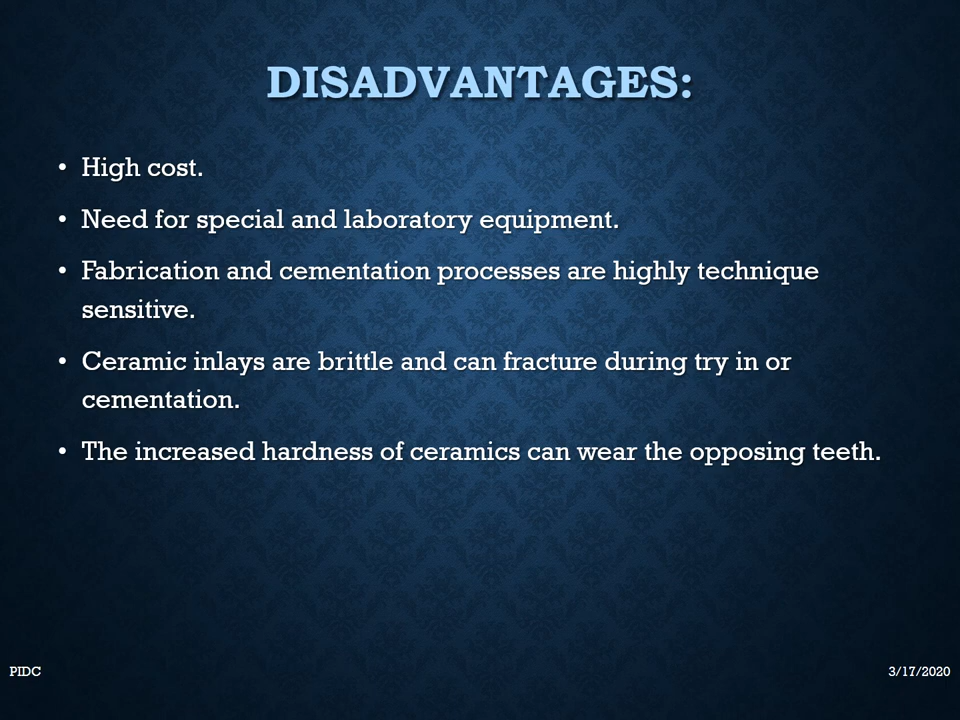 DISADVANTAGES:
• High cost.
• Need for special and laboratory equipment.
• Fabrication and cementation processes are highly technique
sensitive.
• Ceramic inlays are brittle and can fracture during try in or
cementation.
• The increased hardness of ceramics can wear the opposing teeth.
PIDC
3/17/2020